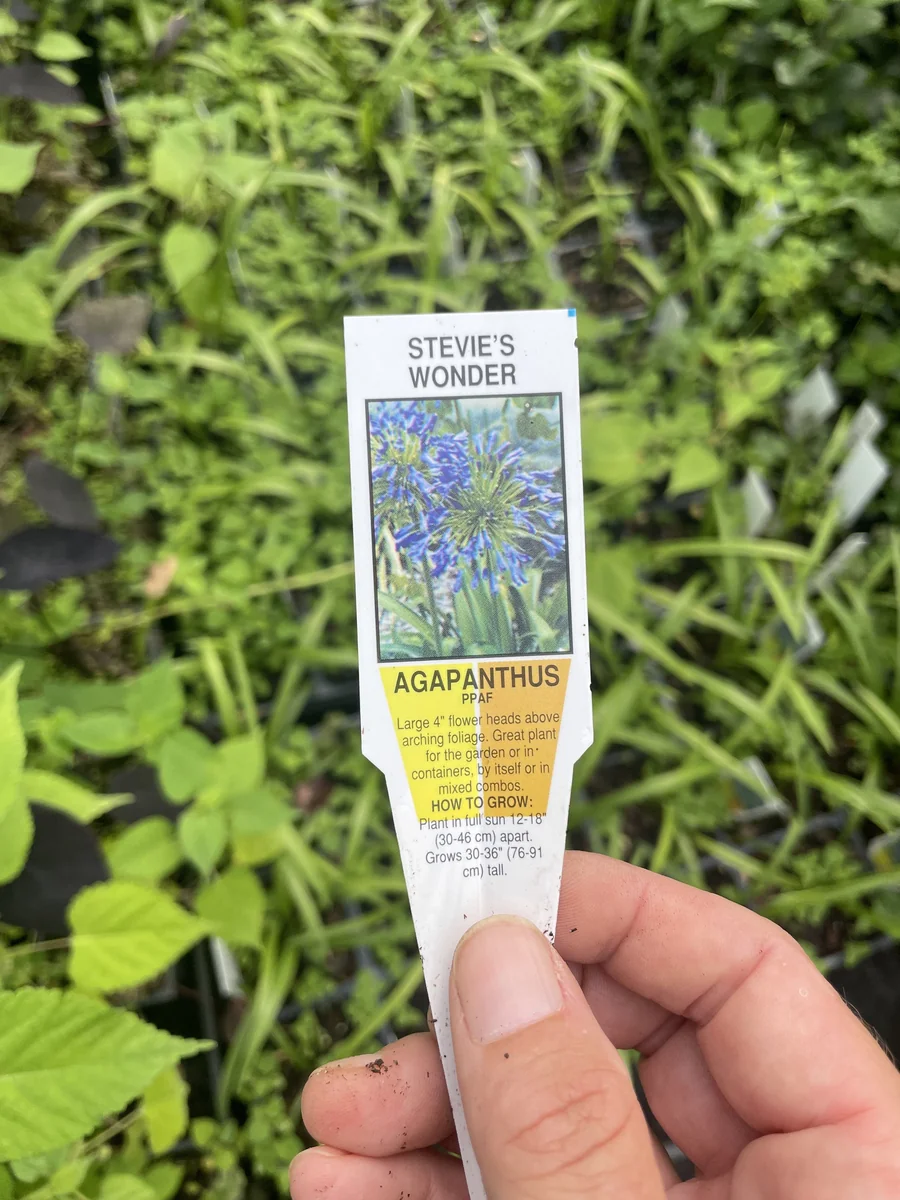 STEVIE'S
WONDER
AGAPANTHUS
PPAF
Large 4" flower heads above
arching foliage. Great plant
for the garden or in
containers, by itself or in
mixed combos.
HOW TO GROW:
Plant in full sun 12-18"
(30-46 cm) apart.
Grows 30-36" (76-91
cm) tall.